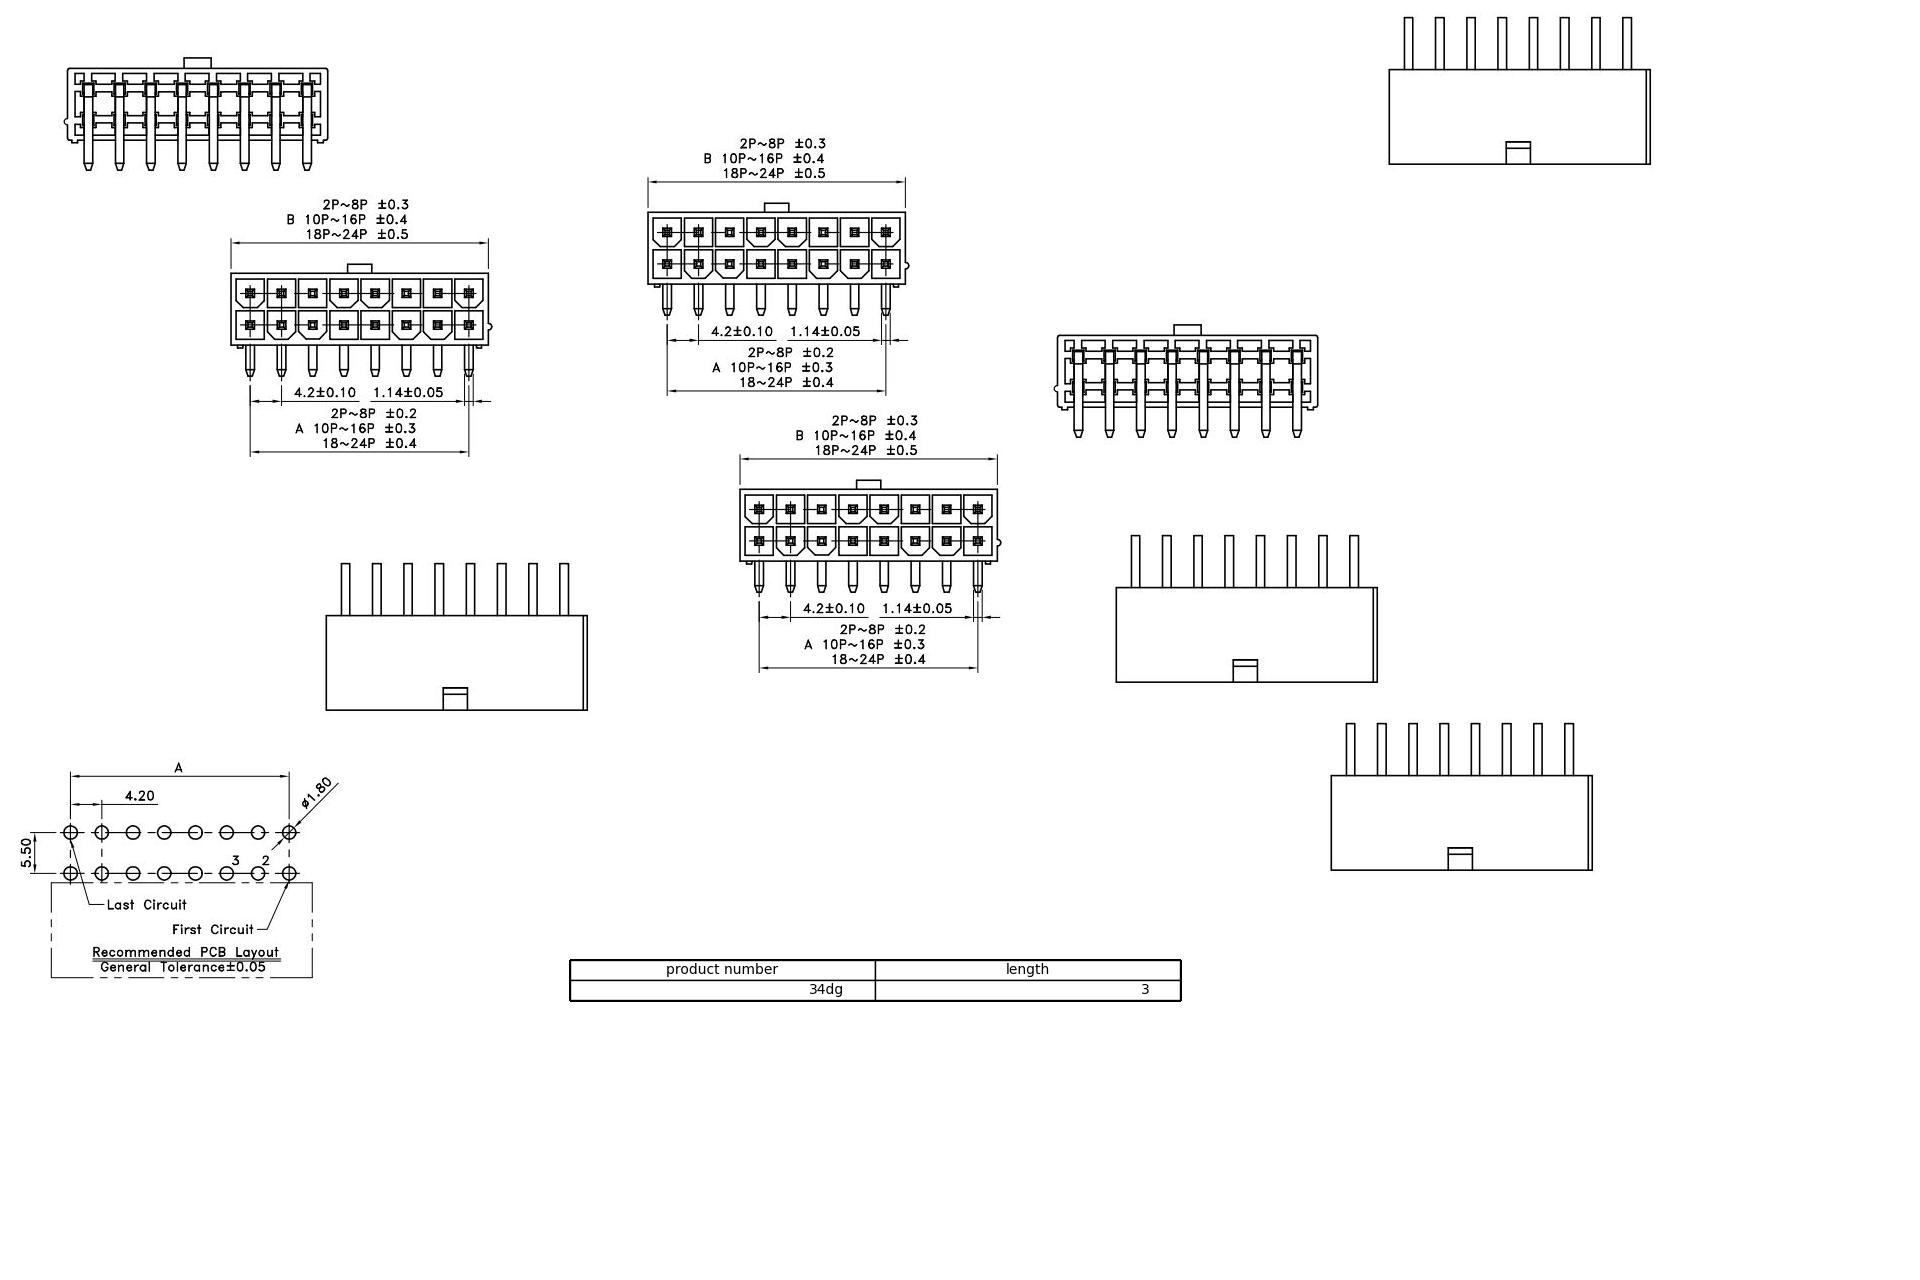 2P~8P ±0.3
B 10P~16P ±0.4
18P~24P ±0.5
4.2±0.10 1.14±0.05
2P~8P ±0.2
A 10P~16P ±0.3
18~24P ±0.4
2P~8P ±0.3
B 10P~16P ±0.4
18P~24P ±0.5
4.2±0.10 1.14±0.05
2P~8P ±0.2
A 10P~16P ±0.3
18~24P ±0.4
2P~8P ±0.3
B 10P~16P ±0.4
18P~24P ±0.5
4.2±0.10 1.14±0.05
2P~8P ±0.2
A 10P~16P ±0.3
18~24P ±0.4
A
4.20
ø1.80
5.50
3 2
Last Circuit
First Circuit
Recommended PCB Layout
General Tolerance±0.05
product number length
34dg 3